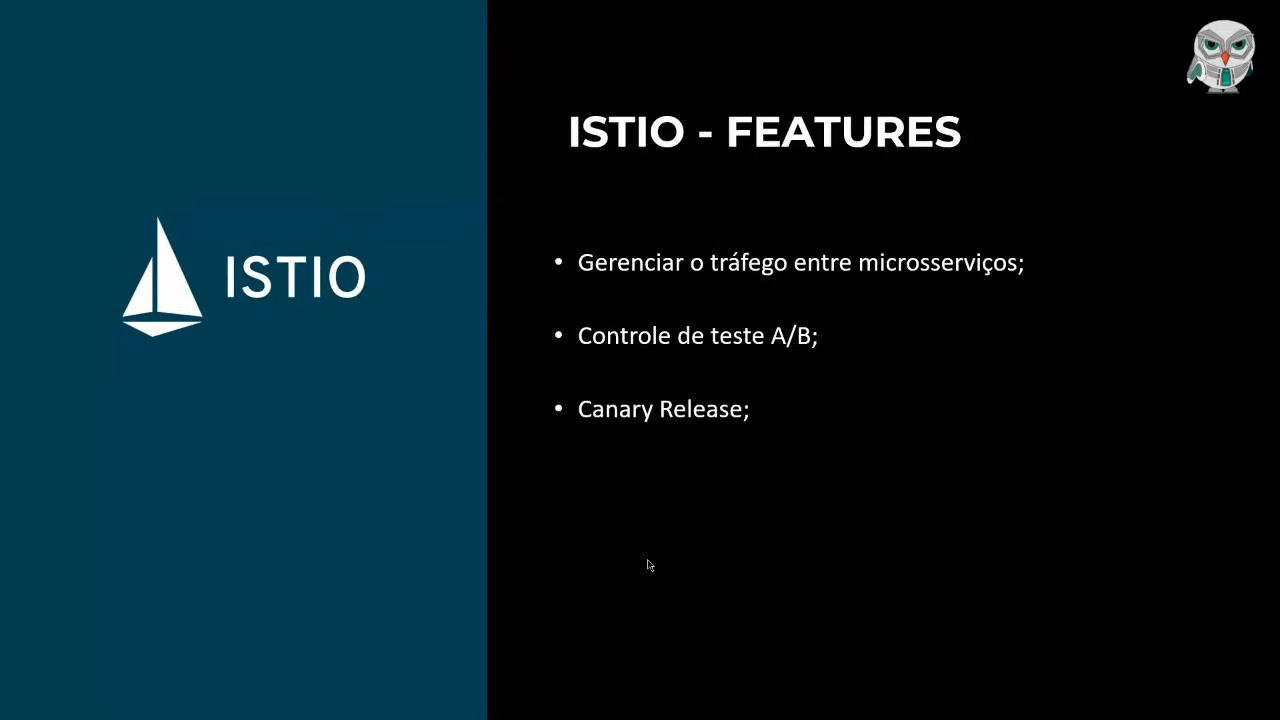 ISTIO - FEATURES
ISTIO
• Gerenciar o tráfego entre microsserviços;
• Controle de teste A/B;
• Canary Release;